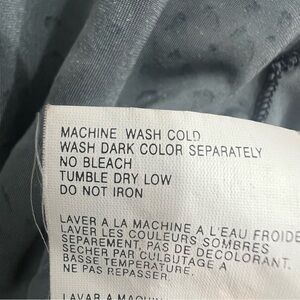 MACHINE WASH COLD
WASH DARK COLOR SEPARATELY
NO BLEACH
TUMBLE DRY LOW
DO NOT IRON
LAVER A LA MACHINE A L'EAU FROIDE
LAVER LES COULEURS SOMBRES
SEPAREMENT, PAS DE DECOLORANT.
SECHER PAR CULBUTAGE A
BASSE TEMPERATURE.
NE PAS REPASSER.
LAVAR A